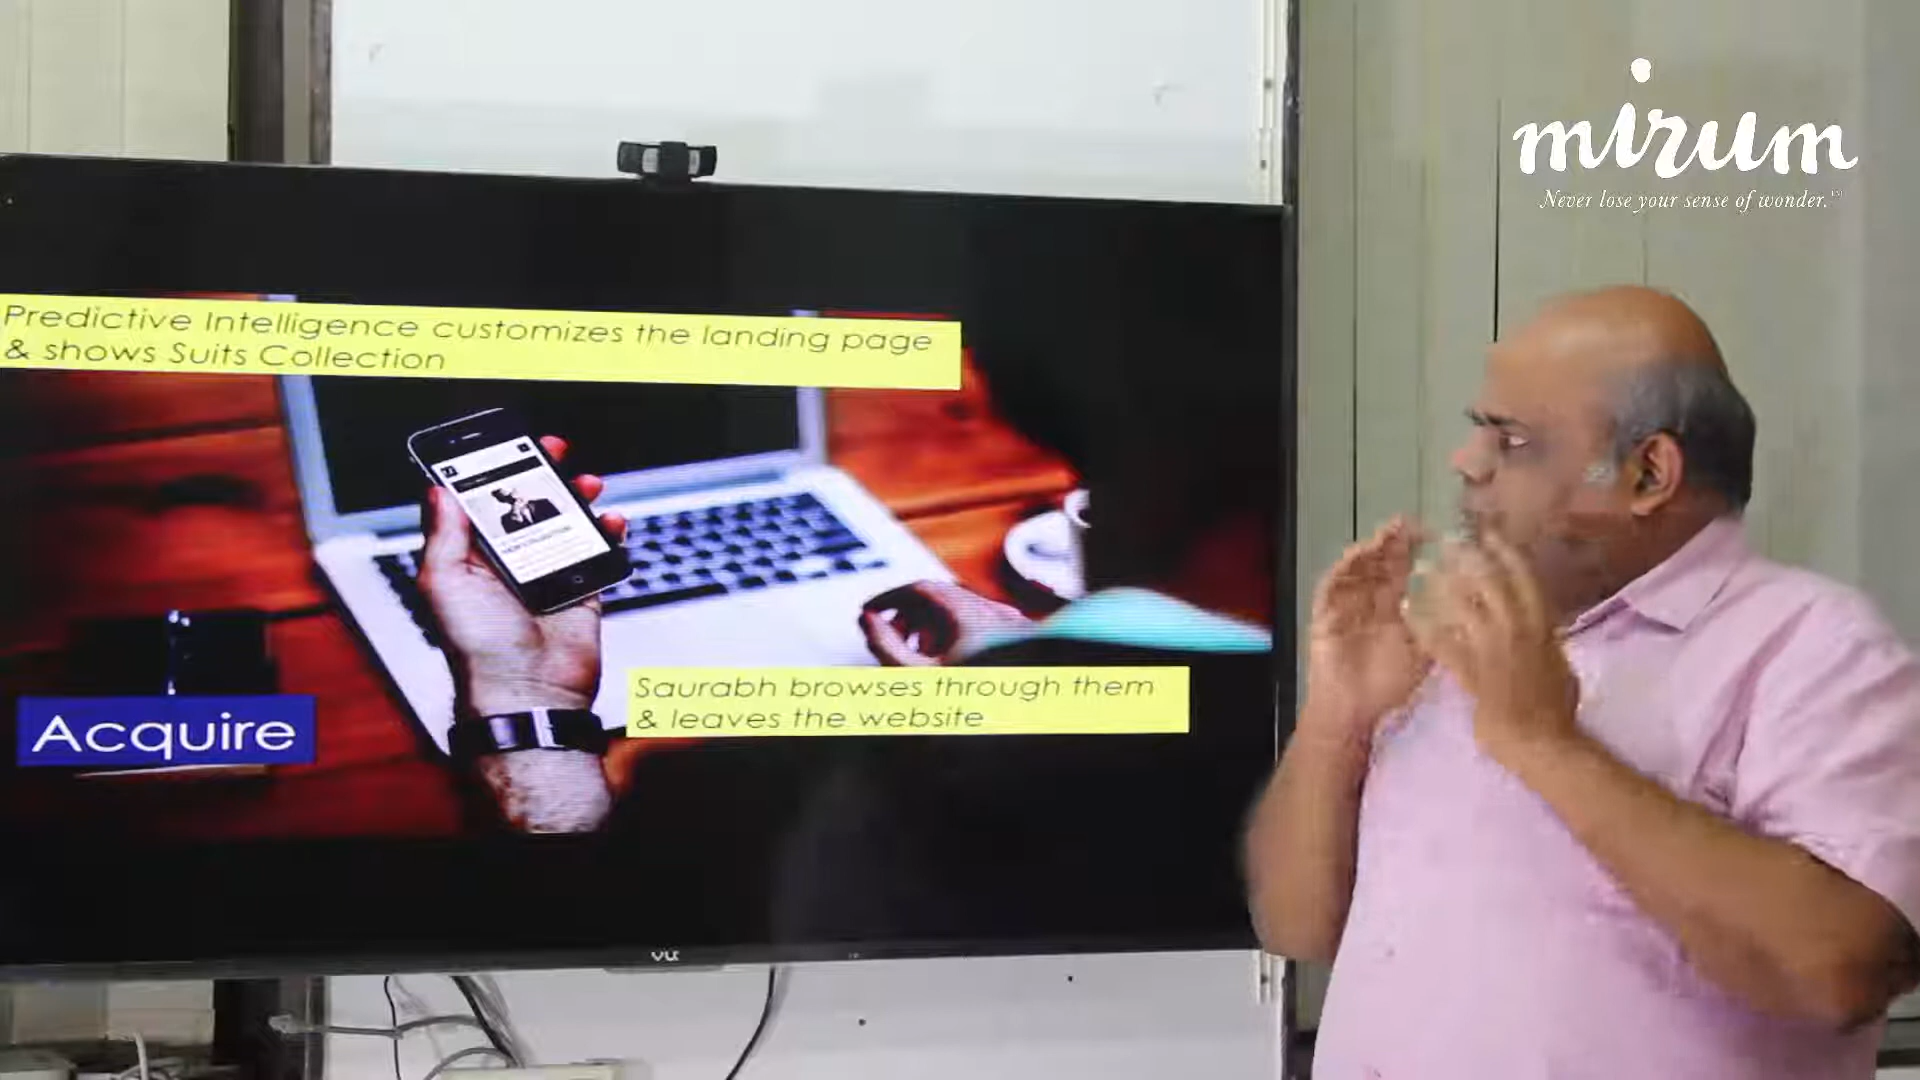 mirum
Never lose your sense of wonder.
Predictive Intelligence customizes the landing page
& shows Suits Collection
Saurabh browses through them
& leaves the website
Acquire
vu